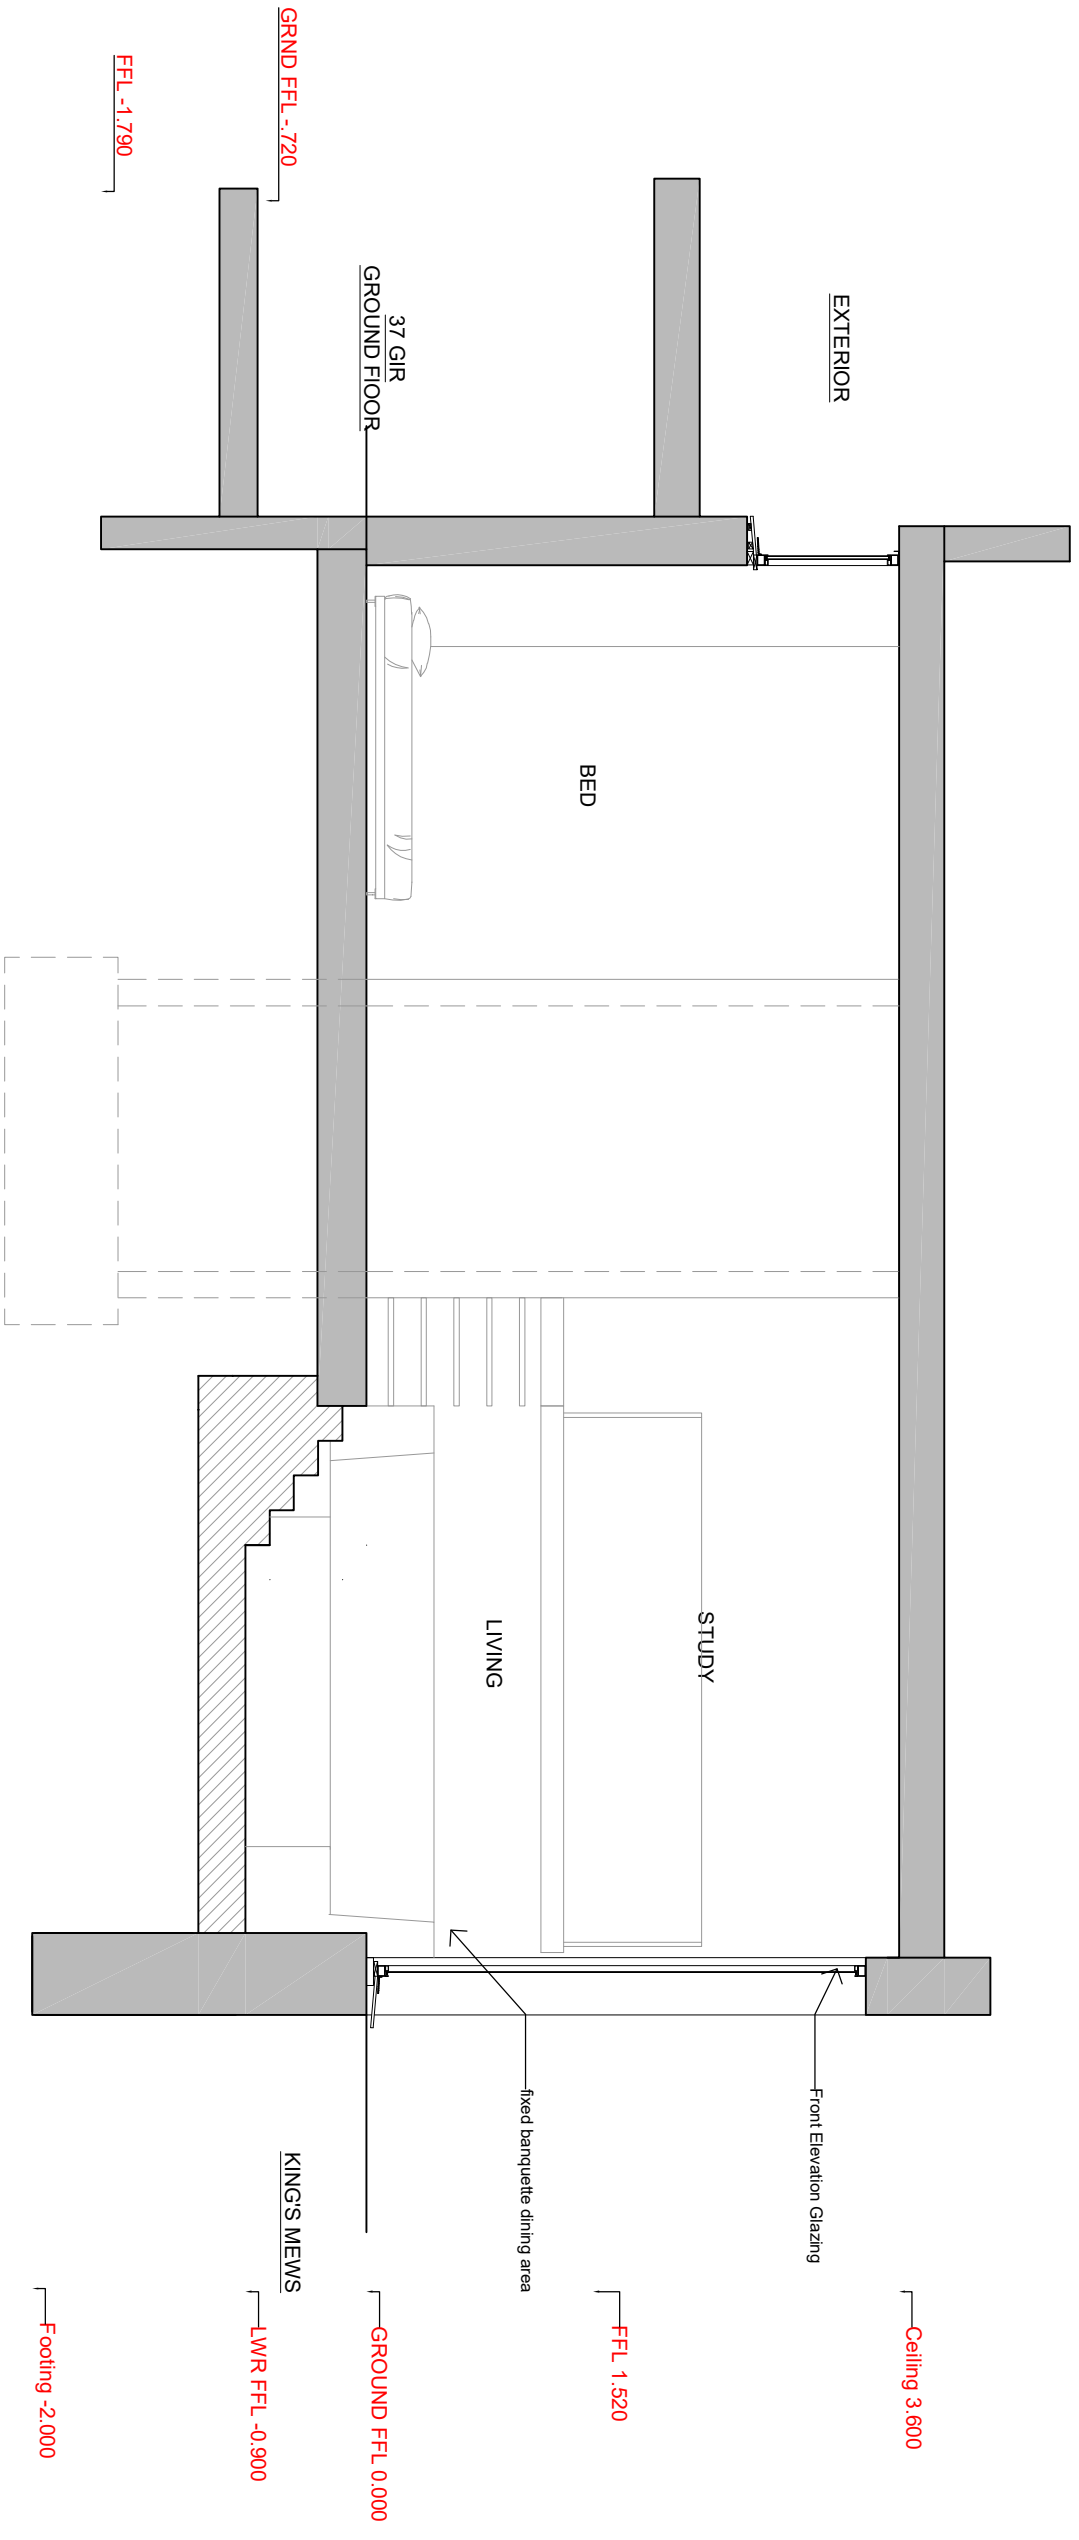 Ceiling 3.600
EXTERIOR
Front Elevation Glazing
STUDY
FFL 1.520
BED
fixed banquette dining area
LIVING
37 GIR
GROUND FlOOR
GROUND FFL 0.000
GRND FFL -.720
KING'S MEWS
LWR FFL -0.900
FFL -1.790
Footing -2.000